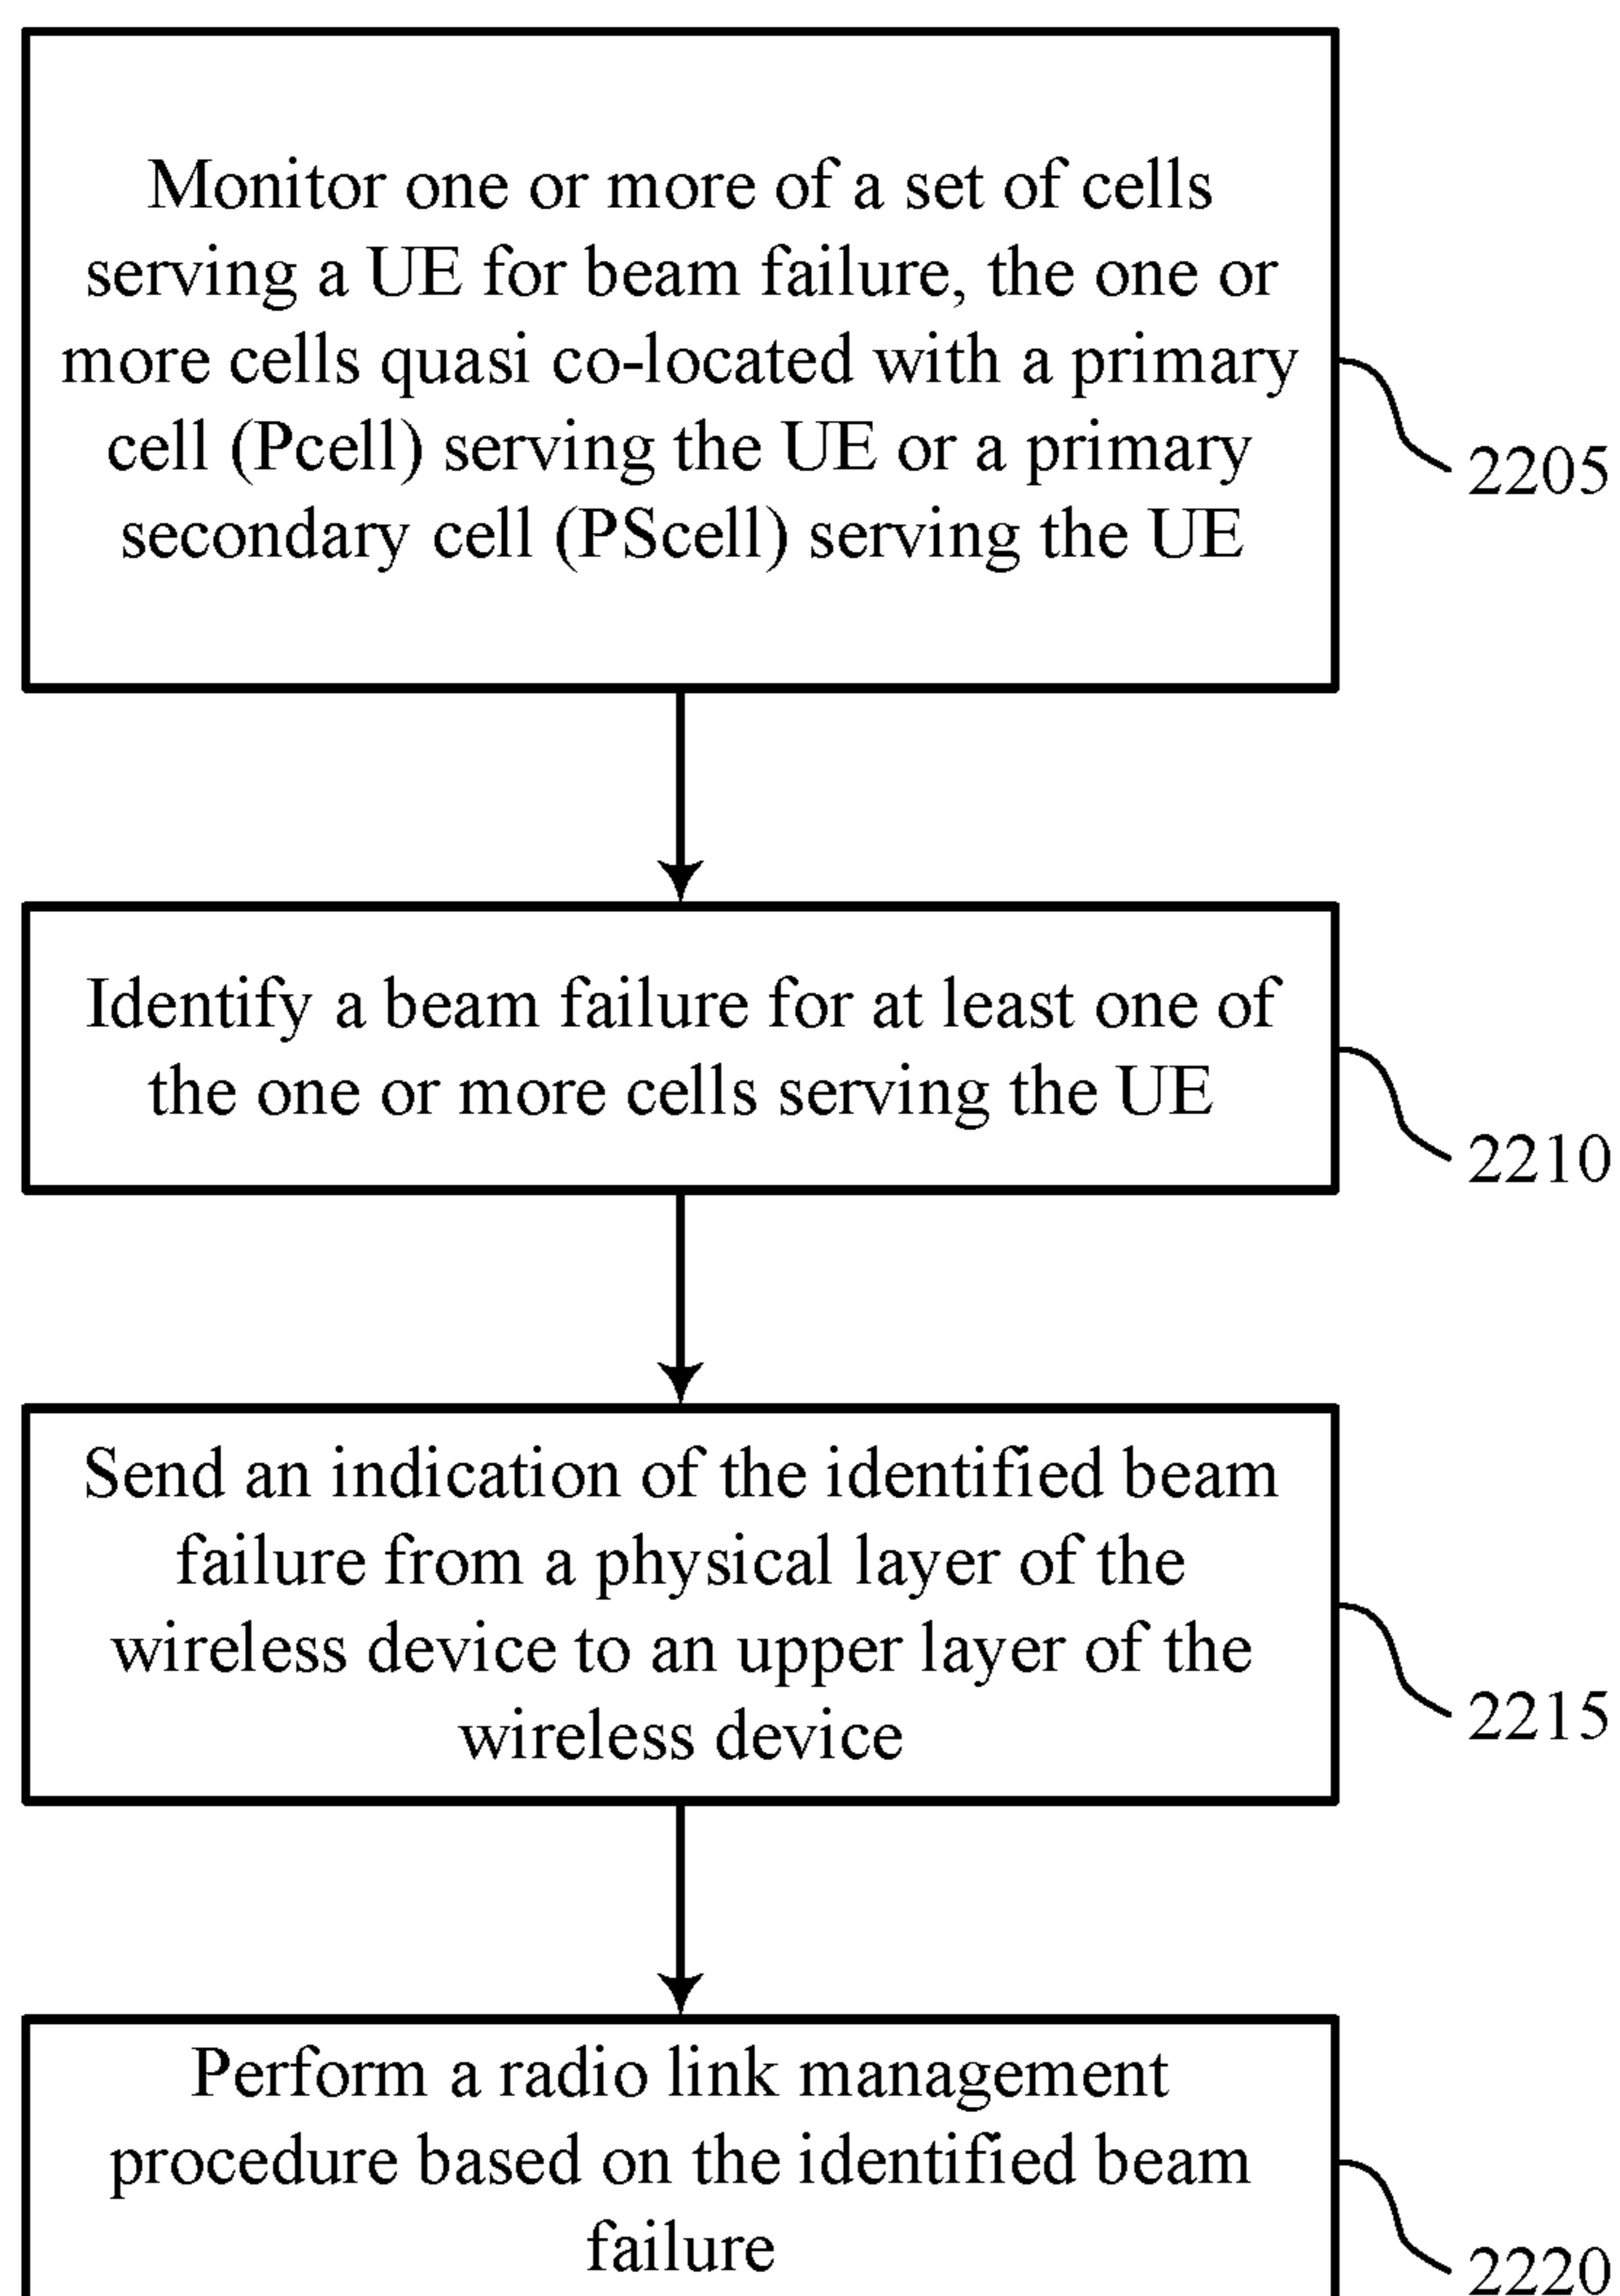 Monitor one or more of a set of cells
serving a UE for beam failure, the one or
more cells quasi co-located with a primary
cell (Pcell) serving the UE or a primary
secondary cell (PScell) serving the UE
2205
Identify a beam failure for at least one of
the one or more cells serving the UE
2210
Send an indication of the identified beam
failure from a physical layer of the
wireless device to an upper layer of the
wireless device
2215
Perform a radio link management
procedure based on the identified beam
failure
2220